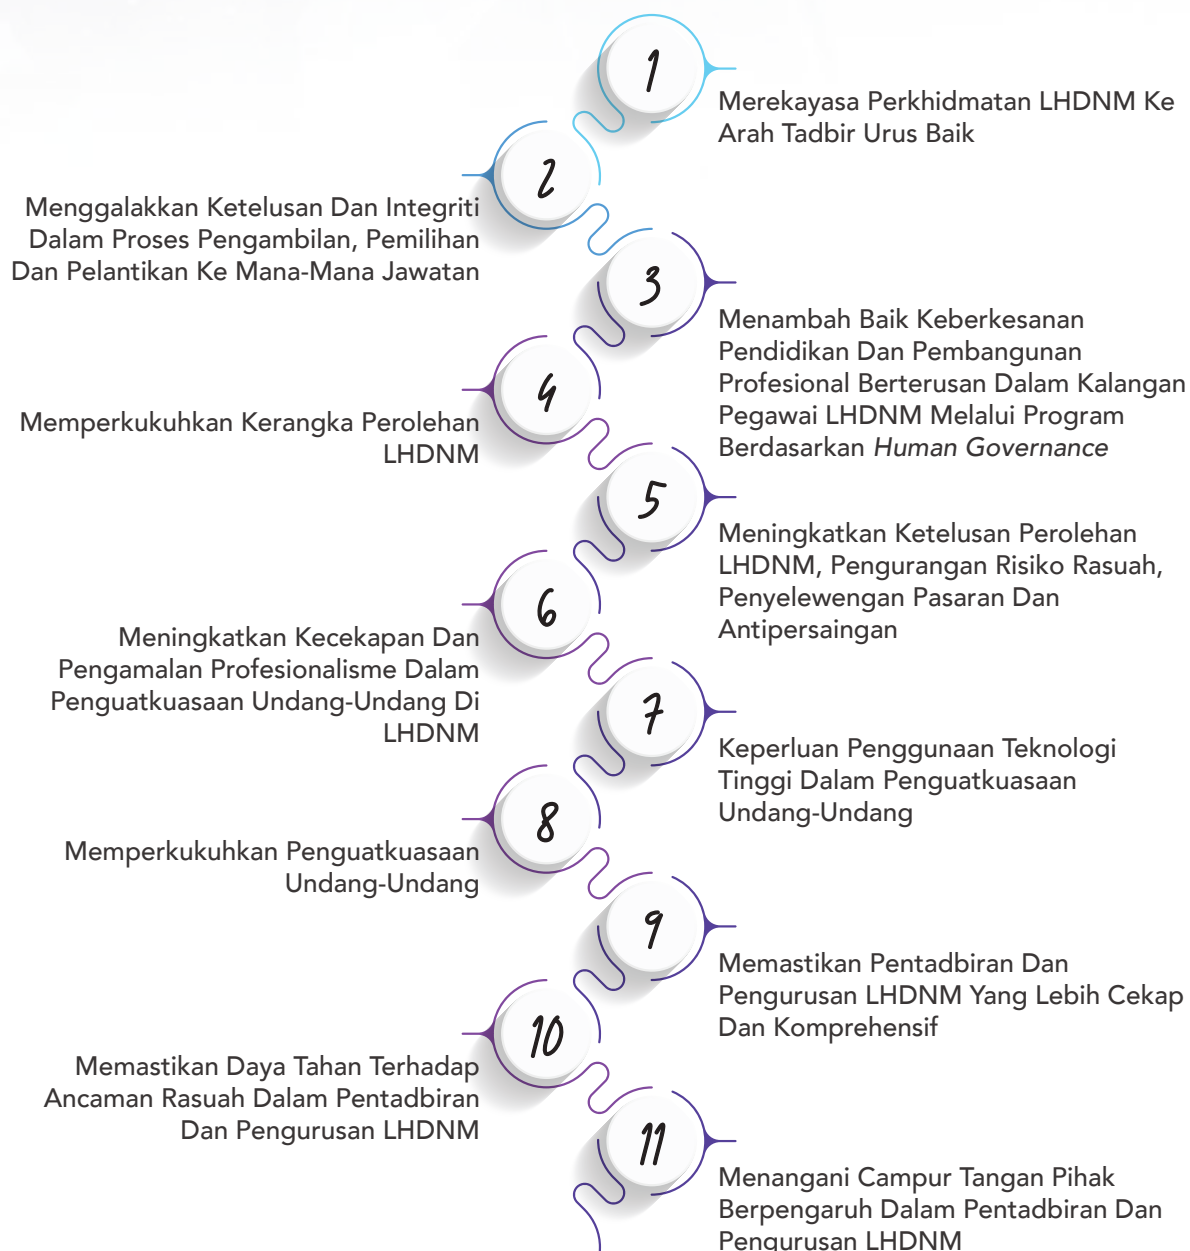 1
Merekayasa Perkhidmatan LHDNM Ke
Arah Tadbir Urus Baik
2
Menggalakkan Ketelusan Dan Integriti
Dalam Proses Pengambilan, Pemilihan
Dan Pelantikan Ke Mana-Mana Jawatan
3
Menambah Baik Keberkesanan
Pendidikan Dan Pembangunan
Profesional Berterusan Dalam Kalangan
Pegawai LHDNM Melalui Program
Berdasarkan Human Governance
4
Memperkukuhkan Kerangka Perolehan
LHDNM
5
Meningkatkan Ketelusan Perolehan
LHDNM, Pengurangan Risiko Rasuah,
Penyelewengan Pasaran Dan
Antipersaingan
6
Meningkatkan Kecekapan Dan
Pengamalan Profesionalisme Dalam
Penguatkuasaan Undang-Undang Di
LHDNM
7
Keperluan Penggunaan Teknologi
Tinggi Dalam Penguatkuasaan
Undang-Undang
8
Memperkukuhkan Penguatkuasaan
Undang-Undang
9
Memastikan Pentadbiran Dan
Pengurusan LHDNM Yang Lebih Cekap
Dan Komprehensif
10
Memastikan Daya Tahan Terhadap
Ancaman Rasuah Dalam Pentadbiran
Dan Pengurusan LHDNM
11
Menangani Campur Tangan Pihak
Berpengaruh Dalam Pentadbiran Dan
Pengurusan LHDNM